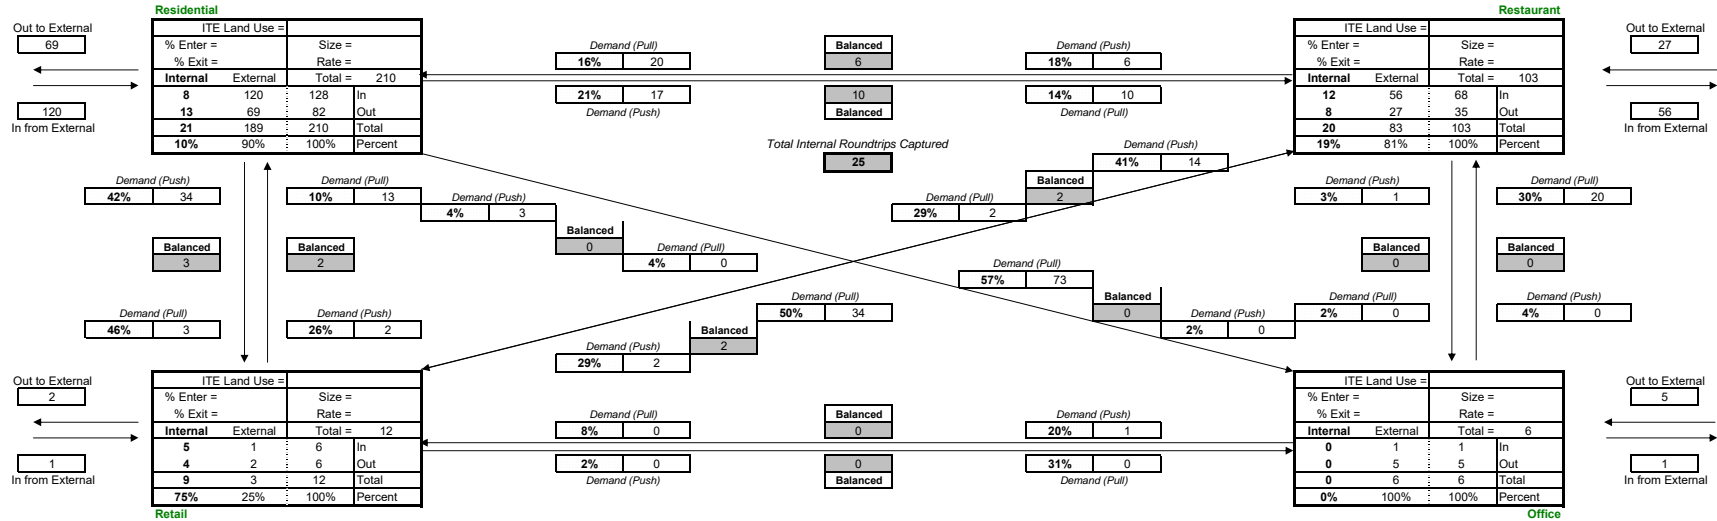 Residential Restaurant
Out to External ITE Land Use = ITE Land Use = Out to External
69 % Enter = Size = Demand (Pull) Balanced Demand (Push) % Enter = Size = 27
% Exit = Rate = 16% 20 6 18% 6 % Exit = Rate =
Internal External Total = 210 Internal External Total = 103
8 120 128 In 21% 17 10 14% 10 12 56 68 In
120 13 69 82 Out Demand (Push) Balanced Demand (Pull) 8 27 35 Out 56
In from External 21 189 210 Total 20 83 103 Total In from External
10% 90% 100% Percent Total Internal Roundtrips Captured Demand (Push) 19% 81% 100% Percent
25 41% 14
Demand (Push) Demand (Pull) Balanced Demand (Push) Demand (Pull)
42% 34 10% 13 Demand (Push) Demand (Pull) 2 3% 1 30% 20
4% 3 29% 2
Balanced
Balanced Balanced 0 Demand (Pull) Balanced Balanced
3 2 4% 0 Demand (Pull) 0 0
57% 73
Demand (Pull) Demand (Push) Demand (Pull) Balanced Demand (Pull) Demand (Push)
46% 3 26% 2 50% 34 0 Demand (Push) 2% 0 4% 0
Balanced 2% 0
Demand (Push) 2
29% 2
Out to External ITE Land Use = ITE Land Use = Out to External
2 % Enter = Size = % Enter = Size = 5
% Exit = Rate = Demand (Pull) Balanced Demand (Push) % Exit = Rate =
Internal External Total = 12 8% 0 0 20% 1 Internal External Total = 6
5 1 6 In 0 1 1 In
1 4 2 6 Out 2% 0 0 31% 0 0 5 5 Out 1
In from External 9 3 12 Total Demand (Push) Balanced Demand (Pull) 0 6 6 Total In from External
75% 25% 100% Percent 0% 100% 100% Percent
Retail Office